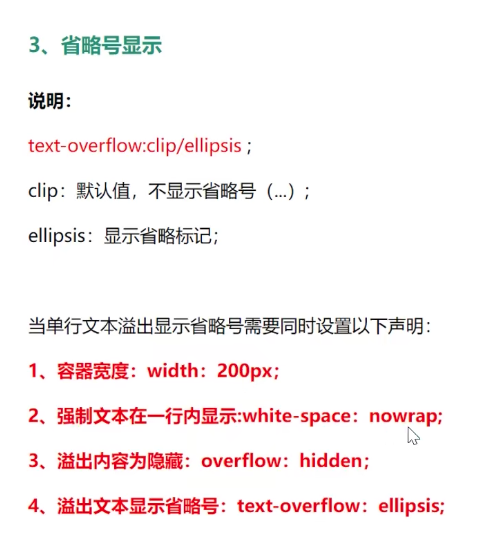 3、省略号显示
说明：
text-overflow:clip/ellipsis ;
clip：默认值，不显示省略号（...）;
ellipsis：显示省略标记；
当单行文本溢出显示省略号需要同时设置以下声明：
1、容器宽度：width：200px；
2、强制文本在一行内显示:white-space：nowrap;
3、溢出内容为隐藏：overflow：hidden；
4、溢出文本显示省略号：text-overflow：ellipsis;